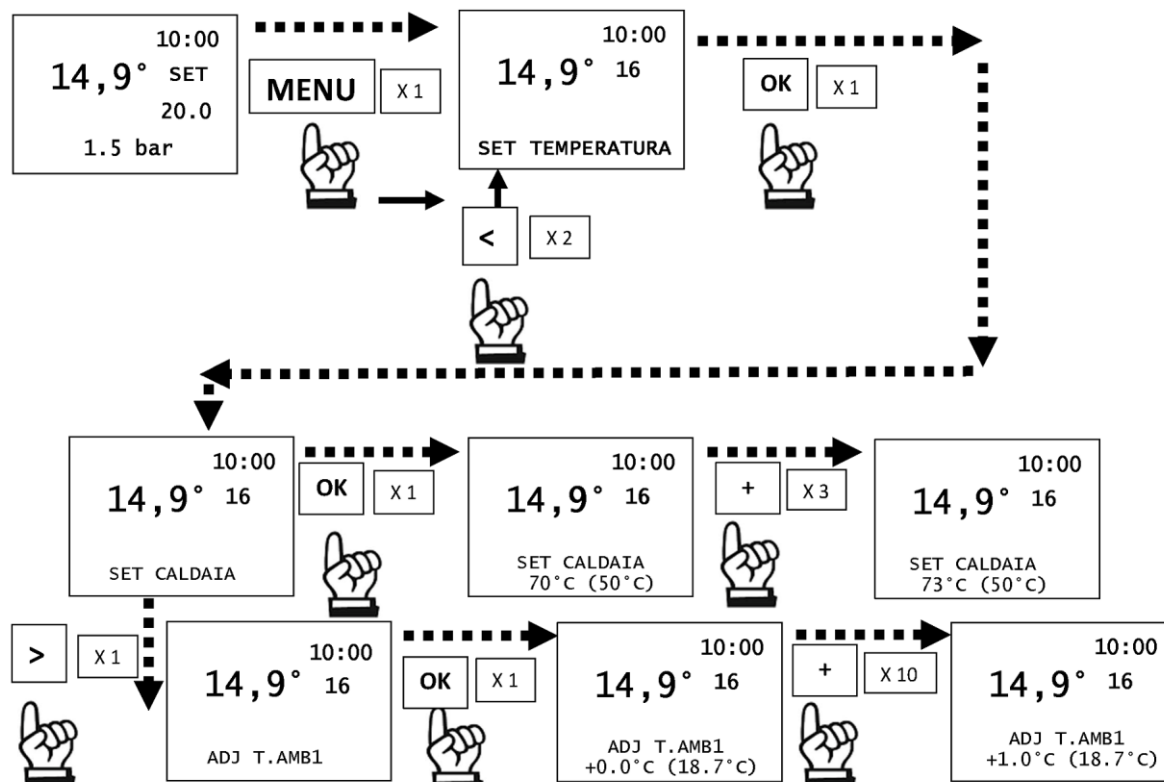 10:00
14,9° SET
20.0
1.5 bar
MENU X 1
10:00
14,9° 16
SET TEMPERATURA
OK X 1
< X 2
10:00
14,9° 16
SET CALDAIA
OK X 1
10:00
14,9° 16
SET CALDAIA
70°C (50°C)
+ X 3
10:00
14,9° 16
SET CALDAIA
73°C (50°C)
> X 1
10:00
14,9° 16
ADJ T.AMB1
OK X 1
10:00
14,9° 16
ADJ T.AMB1
+0.0°C (18.7°C)
+ X 10
10:00
14,9° 16
ADJ T.AMB1
+1.0°C (18.7°C)